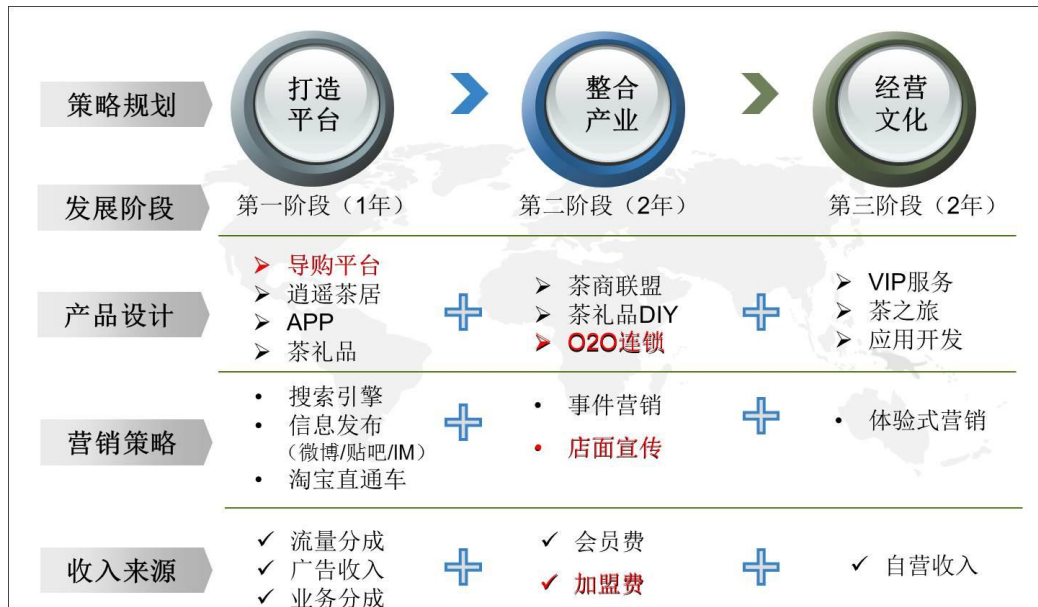 策略规划
打造
平台
整合
产业
经营
文化
发展阶段
第一阶段（1年）
第二阶段（2年）
第三阶段（2年）
产品设计
导购平台
逍遥茶居
APP
茶礼品
茶商联盟
茶礼品DIY
O2O连锁
VIP服务
茶之旅
应用开发
营销策略
搜索引擎
信息发布
（微博/贴吧/IM）
淘宝直通车
事件营销
店面宣传
体验式营销
收入来源
流量分成
广告收入
业务分成
会员费
加盟费
自营收入